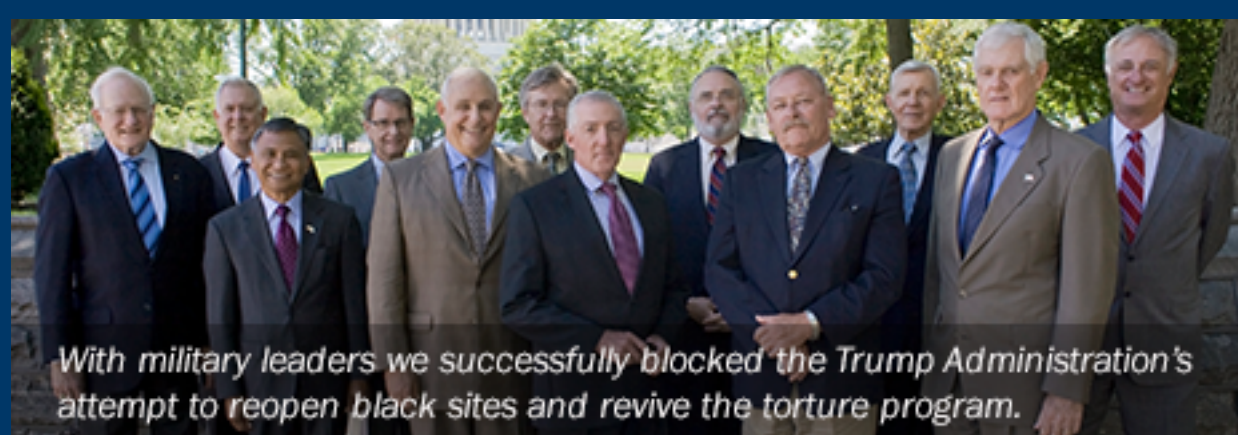 With military leaders we successfully blocked the Trump Administration's
attempt to reopen black sites and revive the torture program.